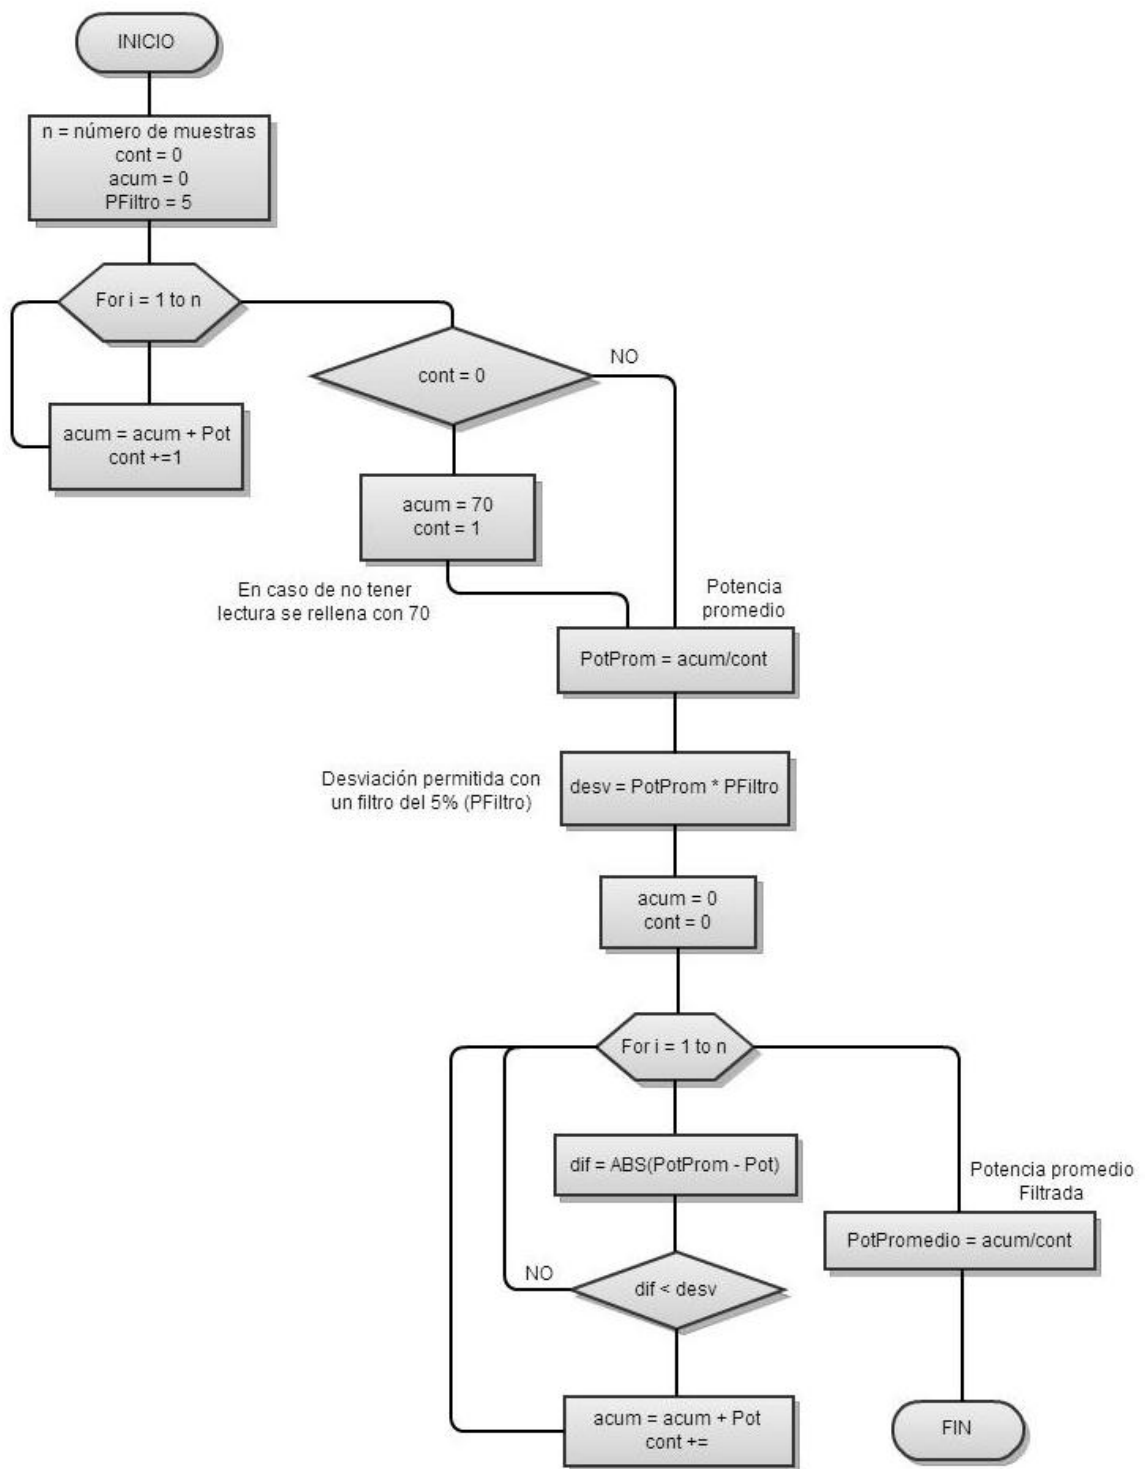 INICIO
n = número de muestras
cont = 0
acum = 0
PFiltro = 5
For i = 1 to n
acum = acum + Pot
cont +=1
cont = 0
NO
acum = 70
cont = 1
En caso de no tener
lectura se rellena con 70
Potencia
promedio
PotProm = acum/cont
Desviación permitida con
un filtro del 5% (PFiltro)
desv = PotProm * PFiltro
acum = 0
cont = 0
For i = 1 to n
dif = ABS(PotProm - Pot)
NO
dif < desv
acum = acum + Pot
cont +=
Potencia promedio
Filtrada
PotPromedio = acum/cont
FIN